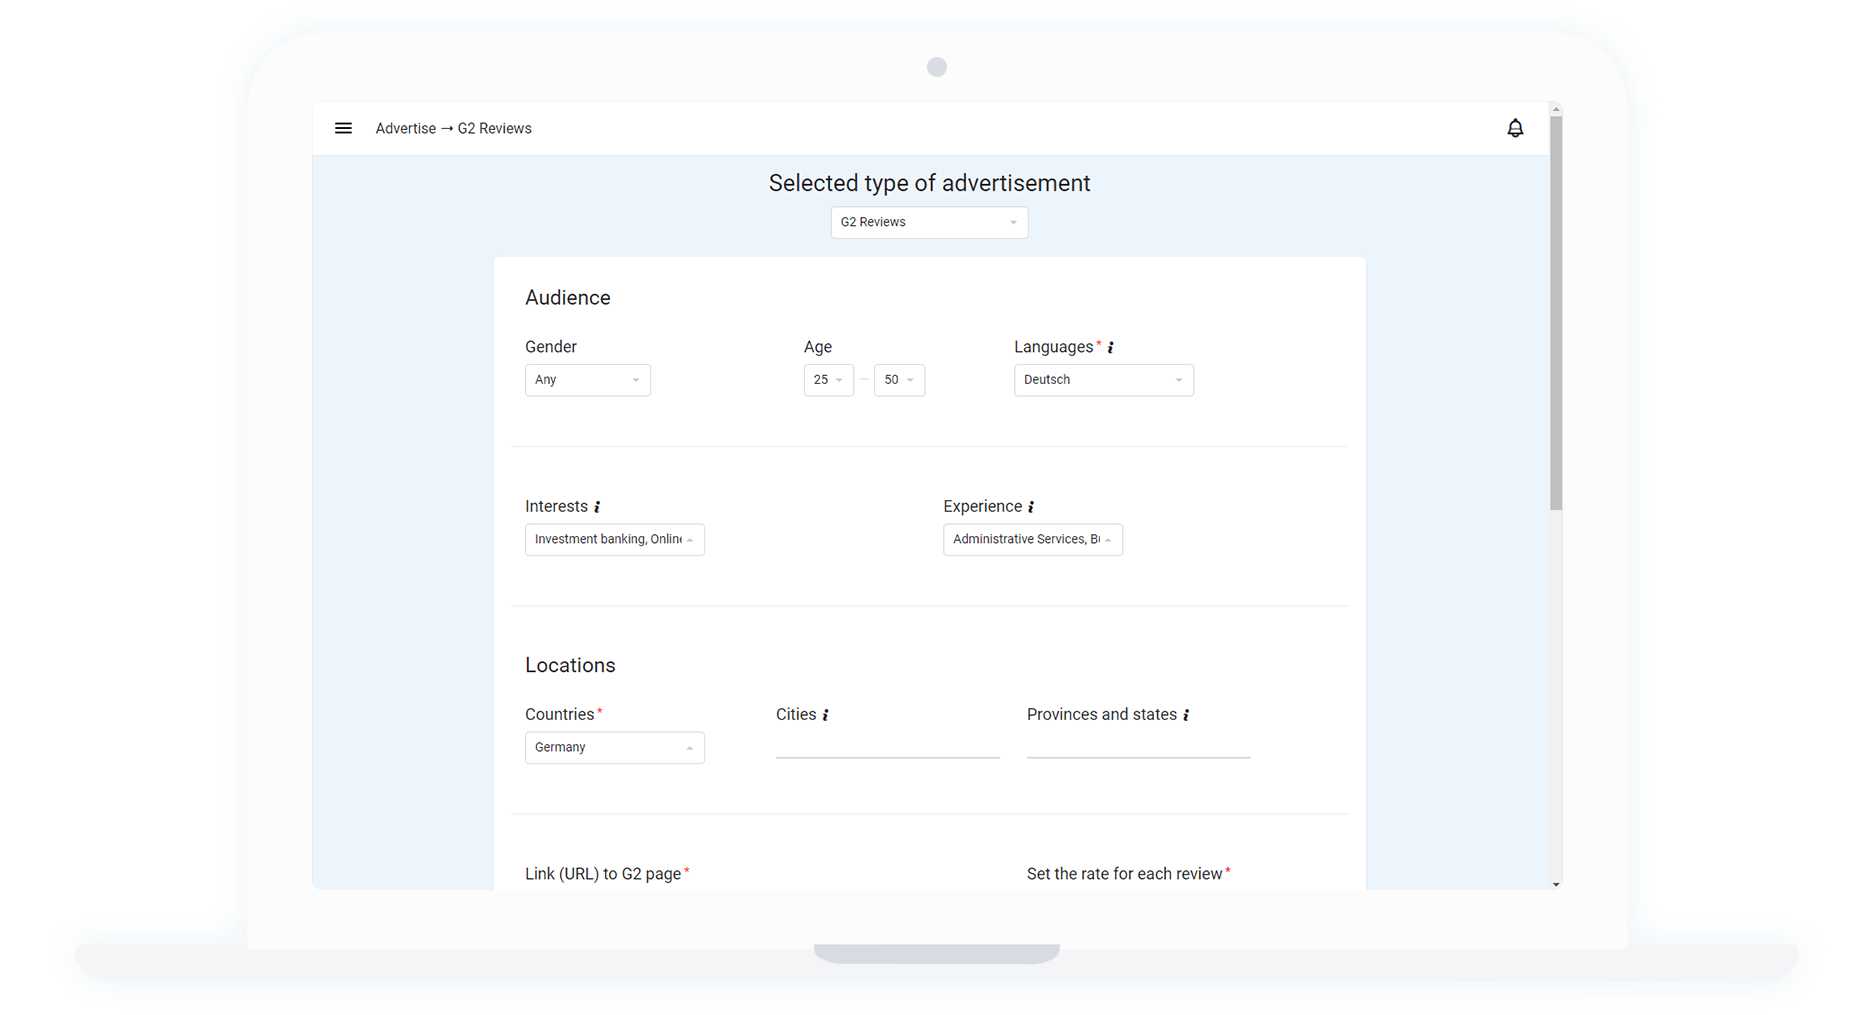 Advertise → G2 Reviews
Selected type of advertisement
G2 Reviews
Audience
Gender
Age
Languages*
Any
25 – 50
Deutsch
Interests
Experience
Investment banking, Online
Administrative Services,
Locations
Countries*
Cities
Provinces and states
Germany
Link (URL) to G2 page*
Set the rate for each review*